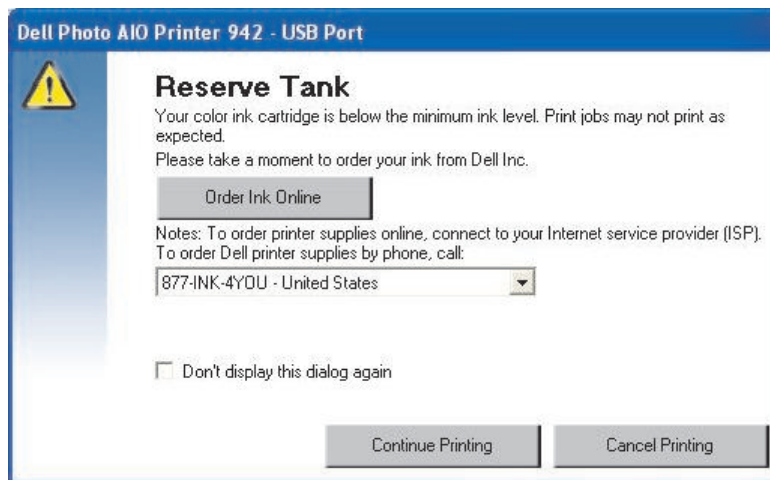 Dell Photo AIO Printer 942 - USB Port
Reserve Tank
Your color ink cartridge is below the minimum ink level. Print jobs may not print as
expected.
Please take a moment to order your ink from Dell Inc.
Order Ink Online
Notes: To order printer supplies online, connect to your Internet service provider (ISP).
To order Dell printer supplies by phone, call:
877-INK-4YOU - United States
Don't display this dialog again
Continue Printing
Cancel Printing